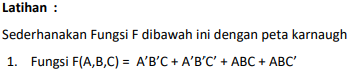 Latihan :
Sederhanakan Fungsi F dibawah ini dengan peta karnaugh
1. Fungsi F(A,B,C) = A’B’C + A’B’C’ + ABC + ABC’